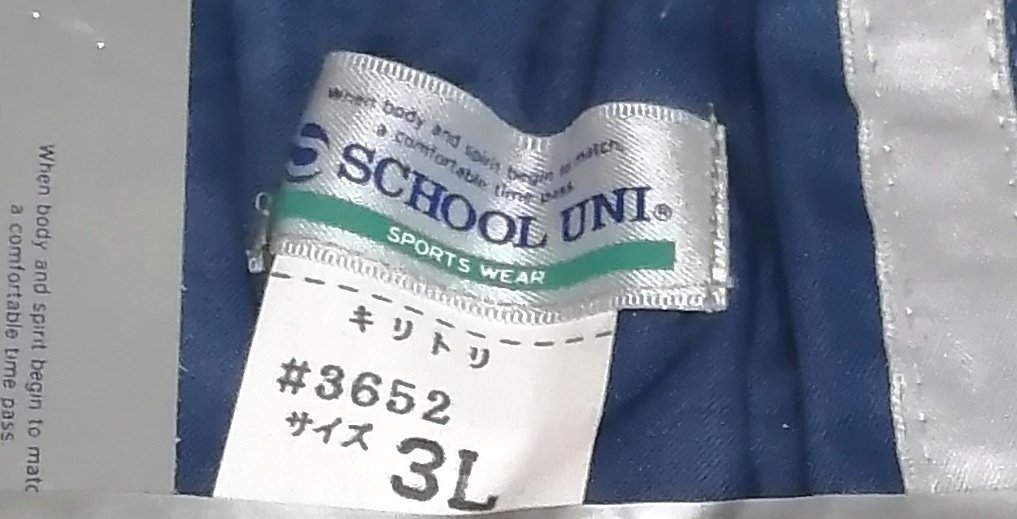 When body and spirit begin to matc
a comfortable time pass.
When body and spirit begin to match,
a comfortable time pass.
SCHOOL UNI®
SPORTS WEAR
キリトリ
#3652
サイズ 3L